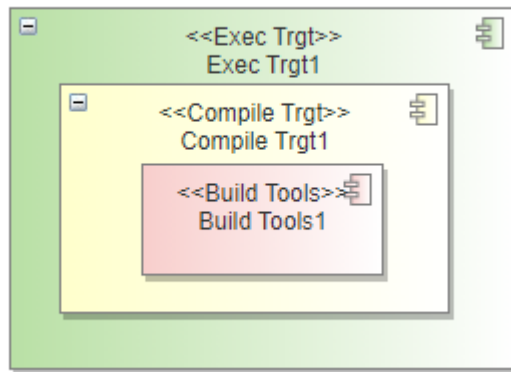 <<Exec Trgt>>
Exec Trgt1
<<Compile Trgt>>
Compile Trgt1
<<Build Tools>>
Build Tools1